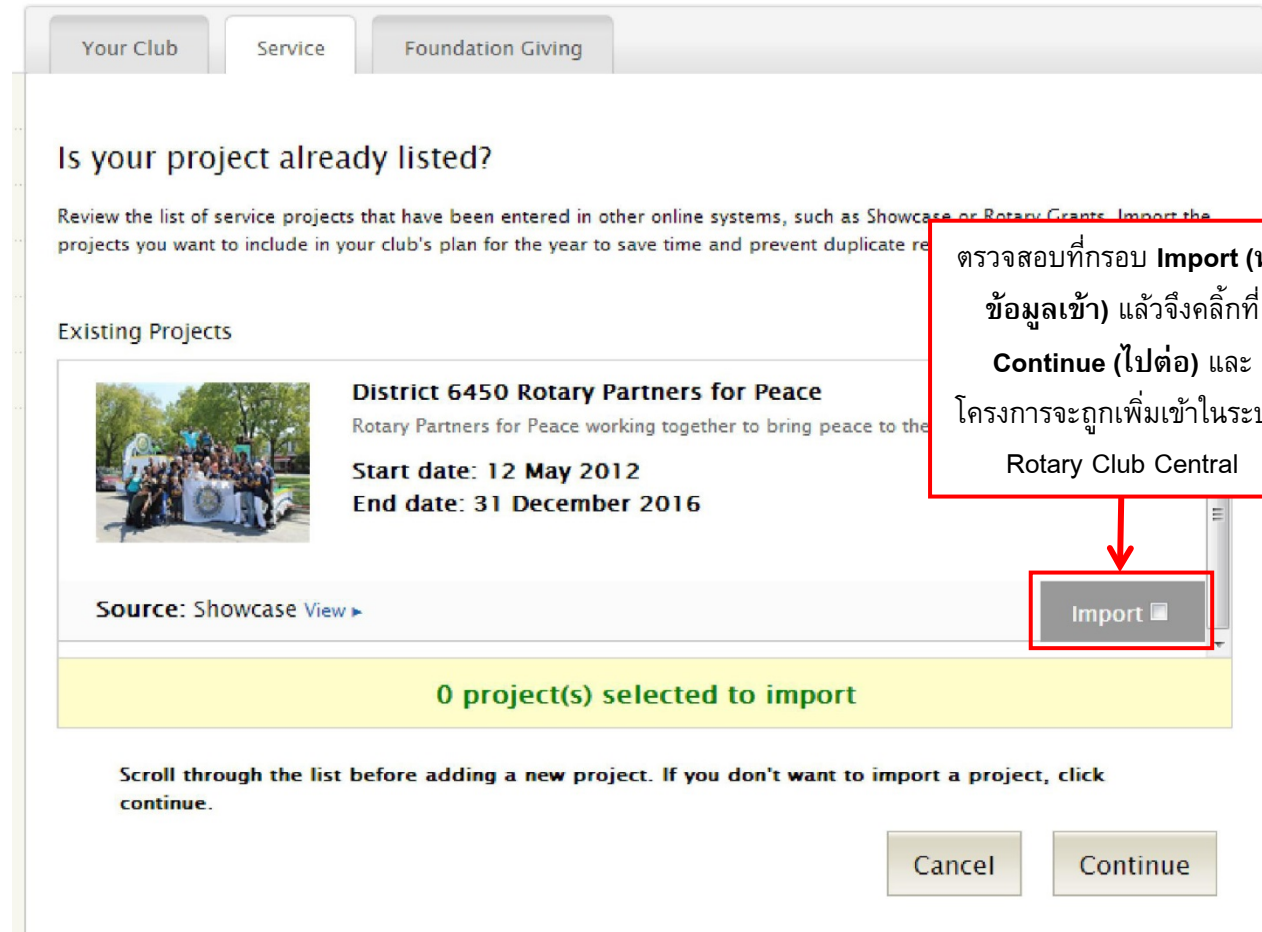 Your Club
Service
Foundation Giving
Is your project already listed?
Review the list of service projects that have been entered in other online systems, such as Showcase or Rotary Grants. Import the
projects you want to include in your club's plan for the year to save time and prevent duplicate
ตรวจสอบที่กรอบ Import
ข้อมูลเข้า) แล้วจึงคลิ้กที่
Continue (ไปต่อ) และ
โครงการจะถูกเพิ่มเข้าใน
Rotary Club Central
Existing Projects
District 6450 Rotary Partners for Peace
Rotary Partners for Peace working together to bring peace to the
Start date: 12 May 2012
End date: 31 December 2016
Source: Showcase View ▸
Import
0 project(s) selected to import
Scroll through the list before adding a new project. If you don't want to import a project, click
continue.
Cancel
Continue